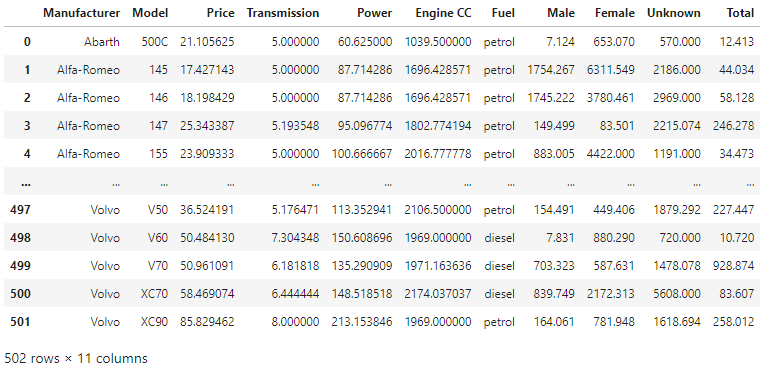 Manufacturer Model Price Transmission Power Engine CC Fuel Male Female Unknown Total
0 Abarth 500C 21.105625 5.000000 60.625000 1039.500000 petrol 7.124 653.070 570.000 12.413
1 Alfa-Romeo 145 17.427143 5.000000 87.714286 1696.428571 petrol 1754.267 6311.549 2186.000 44.034
2 Alfa-Romeo 146 18.198429 5.000000 87.714286 1696.428571 petrol 1745.222 3780.461 2969.000 58.128
3 Alfa-Romeo 147 25.343387 5.193548 95.096774 1802.774194 petrol 149.499 83.501 2215.074 246.278
4 Alfa-Romeo 155 23.909333 5.000000 100.666667 2016.777778 petrol 883.005 4422.000 1191.000 34.473
... ... ... ... ... ... ... ... ... ... ... ...
497 Volvo V50 36.524191 5.176471 113.352941 2106.500000 petrol 154.491 449.406 1879.292 227.447
498 Volvo V60 50.484130 7.304348 150.608696 1969.000000 diesel 7.831 880.290 720.000 10.720
499 Volvo V70 50.961091 6.181818 135.290909 1971.163636 diesel 703.323 587.631 1478.078 928.874
500 Volvo XC70 58.469074 6.444444 148.518518 2174.037037 diesel 839.749 2172.313 5608.000 83.607
501 Volvo XC90 85.829462 8.000000 213.153846 1969.000000 petrol 164.061 781.948 1618.694 258.012
502 rows × 11 columns